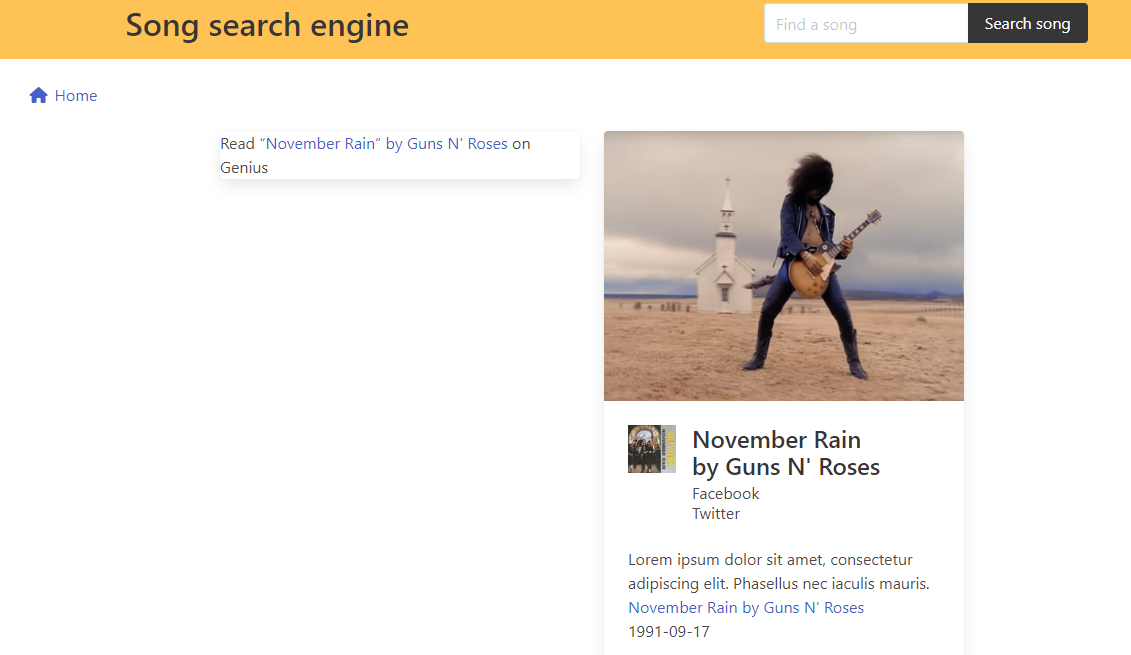 Song search engine
Find a song
Search song
Home
Read “November Rain” by Guns N' Roses on
Genius
November Rain
by Guns N' Roses
Facebook
Twitter
Lorem ipsum dolor sit amet, consectetur
adipiscing elit. Phasellus nec iaculis mauris.
November Rain by Guns N' Roses
1991-09-17